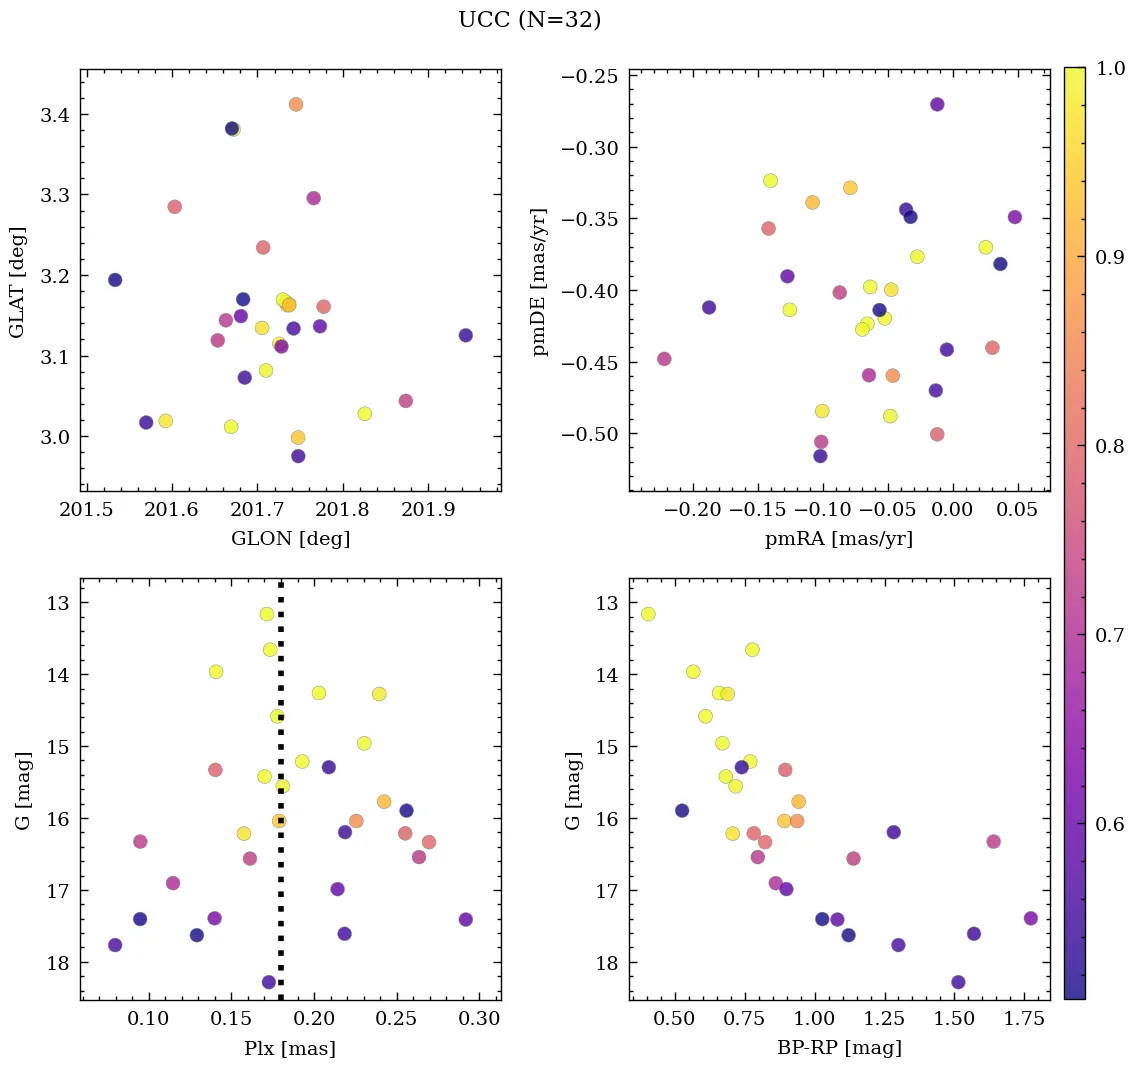 UCC (N=32)
3.4
3.3
3.2
3.1
3.0
GLAT [deg]
201.5 201.6 201.7 201.8 201.9
GLON [deg]
−0.25
−0.30
−0.35
−0.40
−0.45
−0.50
pmDE [mas/yr]
−0.20 −0.15 −0.10 −0.05 0.00 0.05
pmRA [mas/yr]
13
14
15
16
17
18
G [mag]
0.10 0.15 0.20 0.25 0.30
Plx [mas]
13
14
15
16
17
18
G [mag]
0.50 0.75 1.00 1.25 1.50 1.75
BP-RP [mag]
1.0
0.9
0.8
0.7
0.6